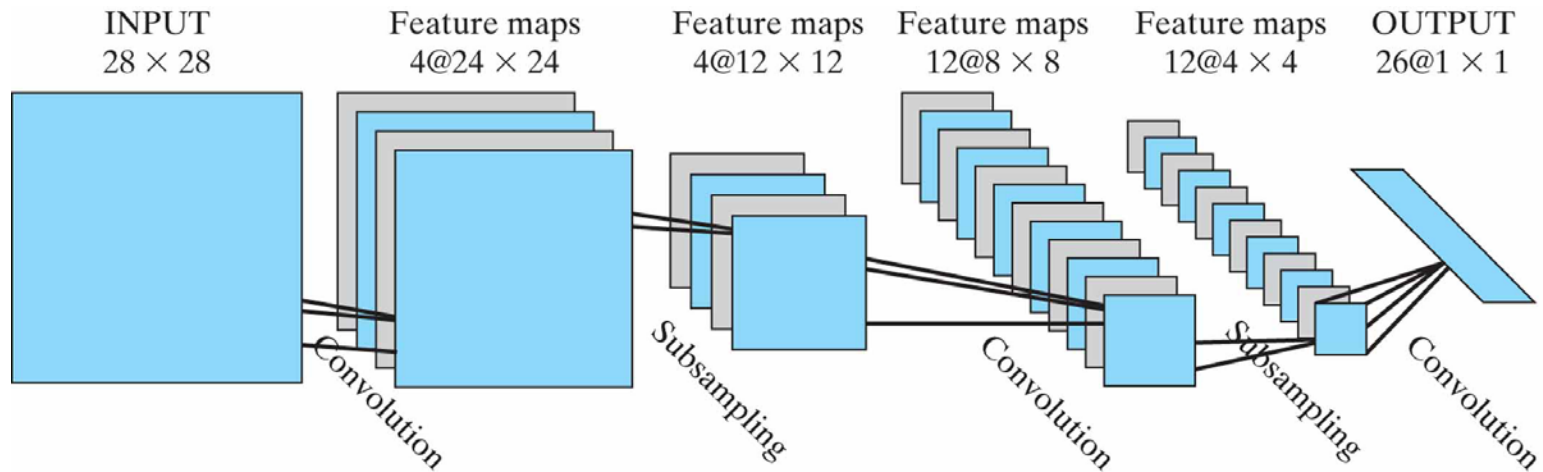 INPUT
28 × 28
Feature maps
4@24 × 24
Feature maps
4@12 × 12
Feature maps
12@8 × 8
Feature maps
12@4 × 4
OUTPUT
26@1 × 1
Convolution
Subsampling
Convolution
Subsampling
Convolution